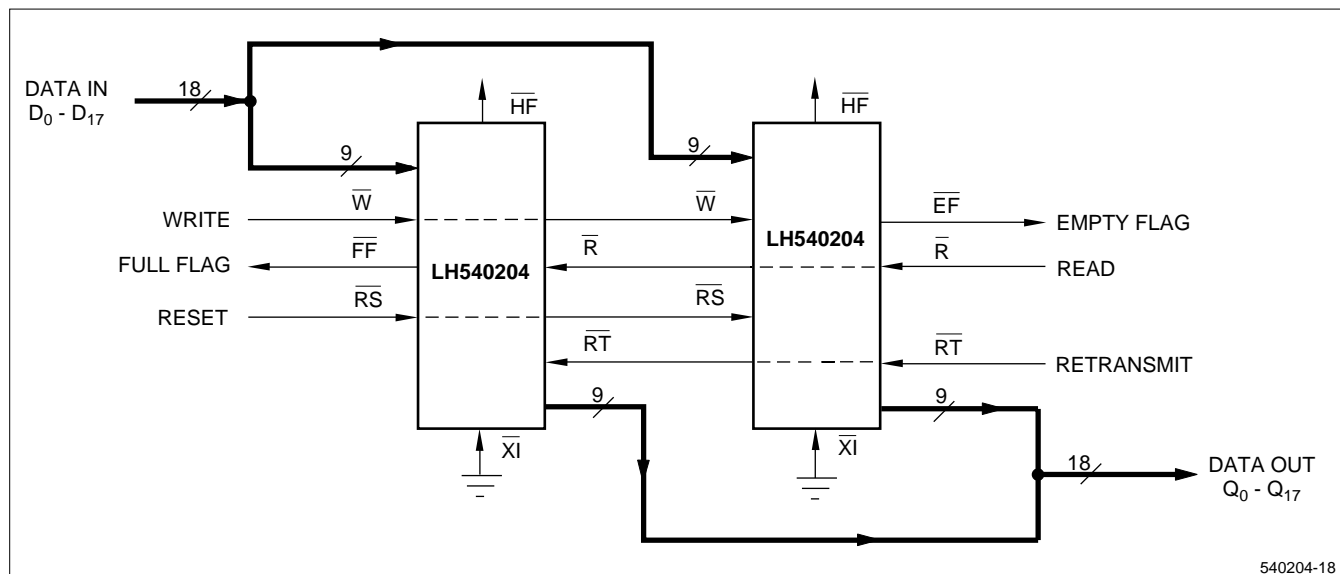 HF
HF
18
DATA IN
D0 - D17
9
9
WRITE
W
W
EF
EMPTY FLAG
FULL FLAG
FF
LH540204
R
LH540204
R
READ
RESET
RS
RS
RT
RT
RETRANSMIT
9
9
XI
XI
18
DATA OUT
Q0 - Q17
540204-18